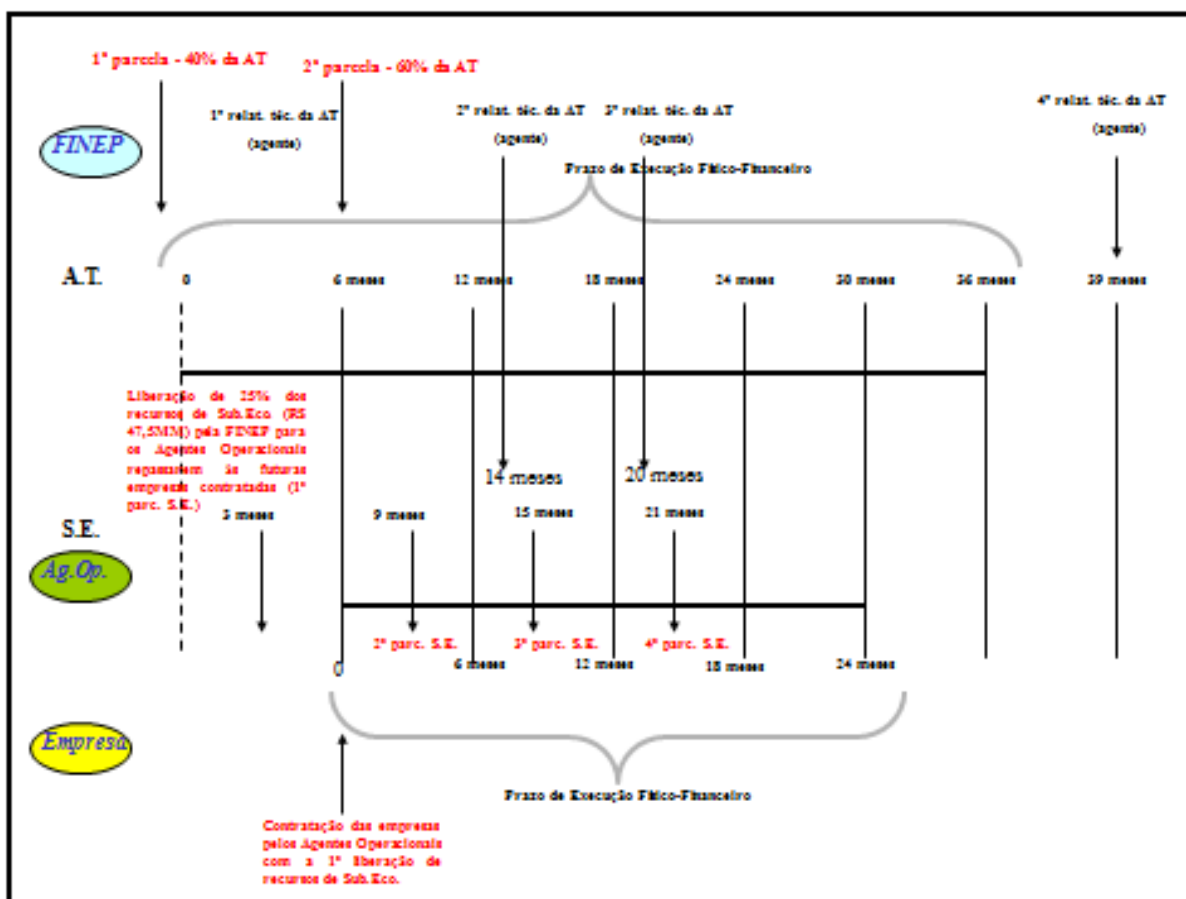 1ª parcela - 40% da AT
2ª parcela - 60% da AT
1º relat. téc. da AT
(agente)
2º relat. téc. da AT
(agente)
3º relat. téc. da AT
(agente)
4º relat. téc. da AT
(agente)
FINEP
Prazo de Execução Físico-Financeiro
A.T.
0
6 meses
12 meses
18 meses
24 meses
30 meses
36 meses
39 meses
Liberação de 25% dos
recursos de Sub.Eco (R$
47,5MM) pela FINEP para
os Agentes Operacionais
repassarem às futuras
empresas contratadas (1ª
parc. S.E.)
14 meses
20 meses
S.E.
3 meses
9 meses
15 meses
21 meses
Ag.Op.
2ª parc. S.E.
3ª parc. S.E.
4ª parc. S.E.
0
6 meses
12 meses
18 meses
24 meses
Empresa
Prazo de Execução Físico-Financeiro
Contratação das empresas
pelos Agentes Operacionais
com a 1ª liberação de
recursos de Sub.Eco.